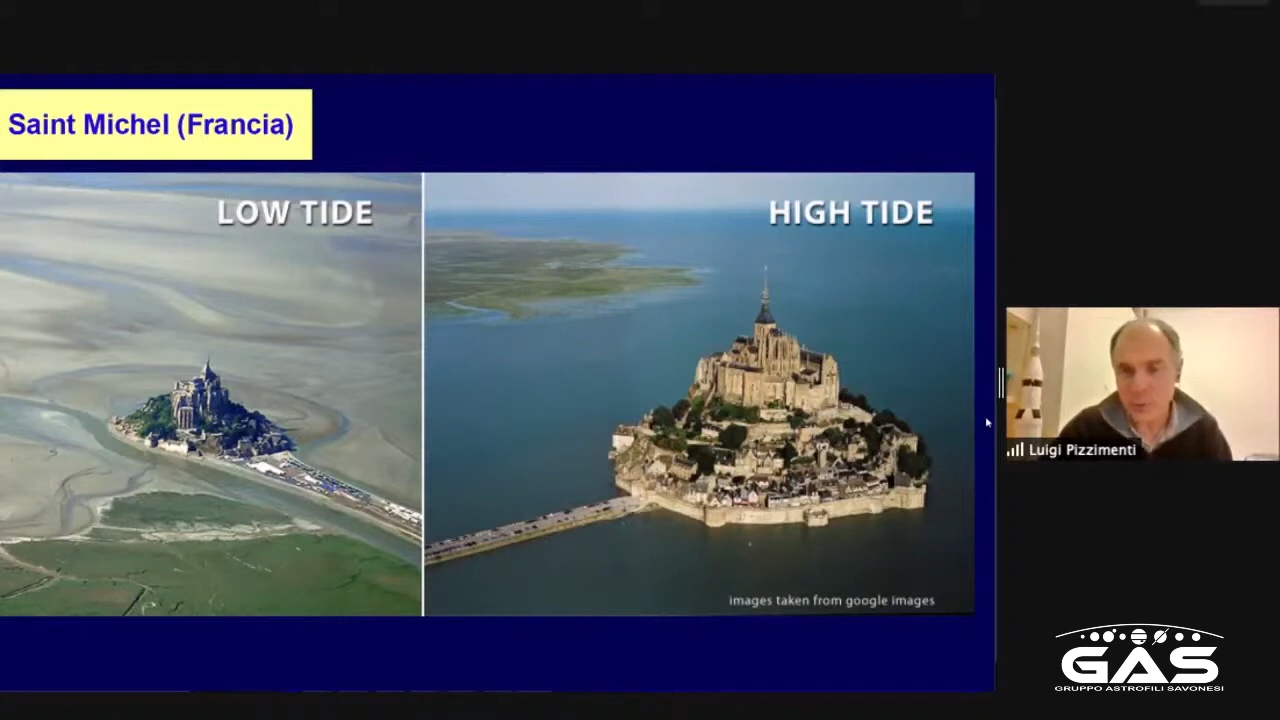 Saint Michel (Francia)
LOW TIDE
HIGH TIDE
images taken from google images
Luigi Pizzimenti
GAS
GRUPPO ASTROFILI SAVONESI